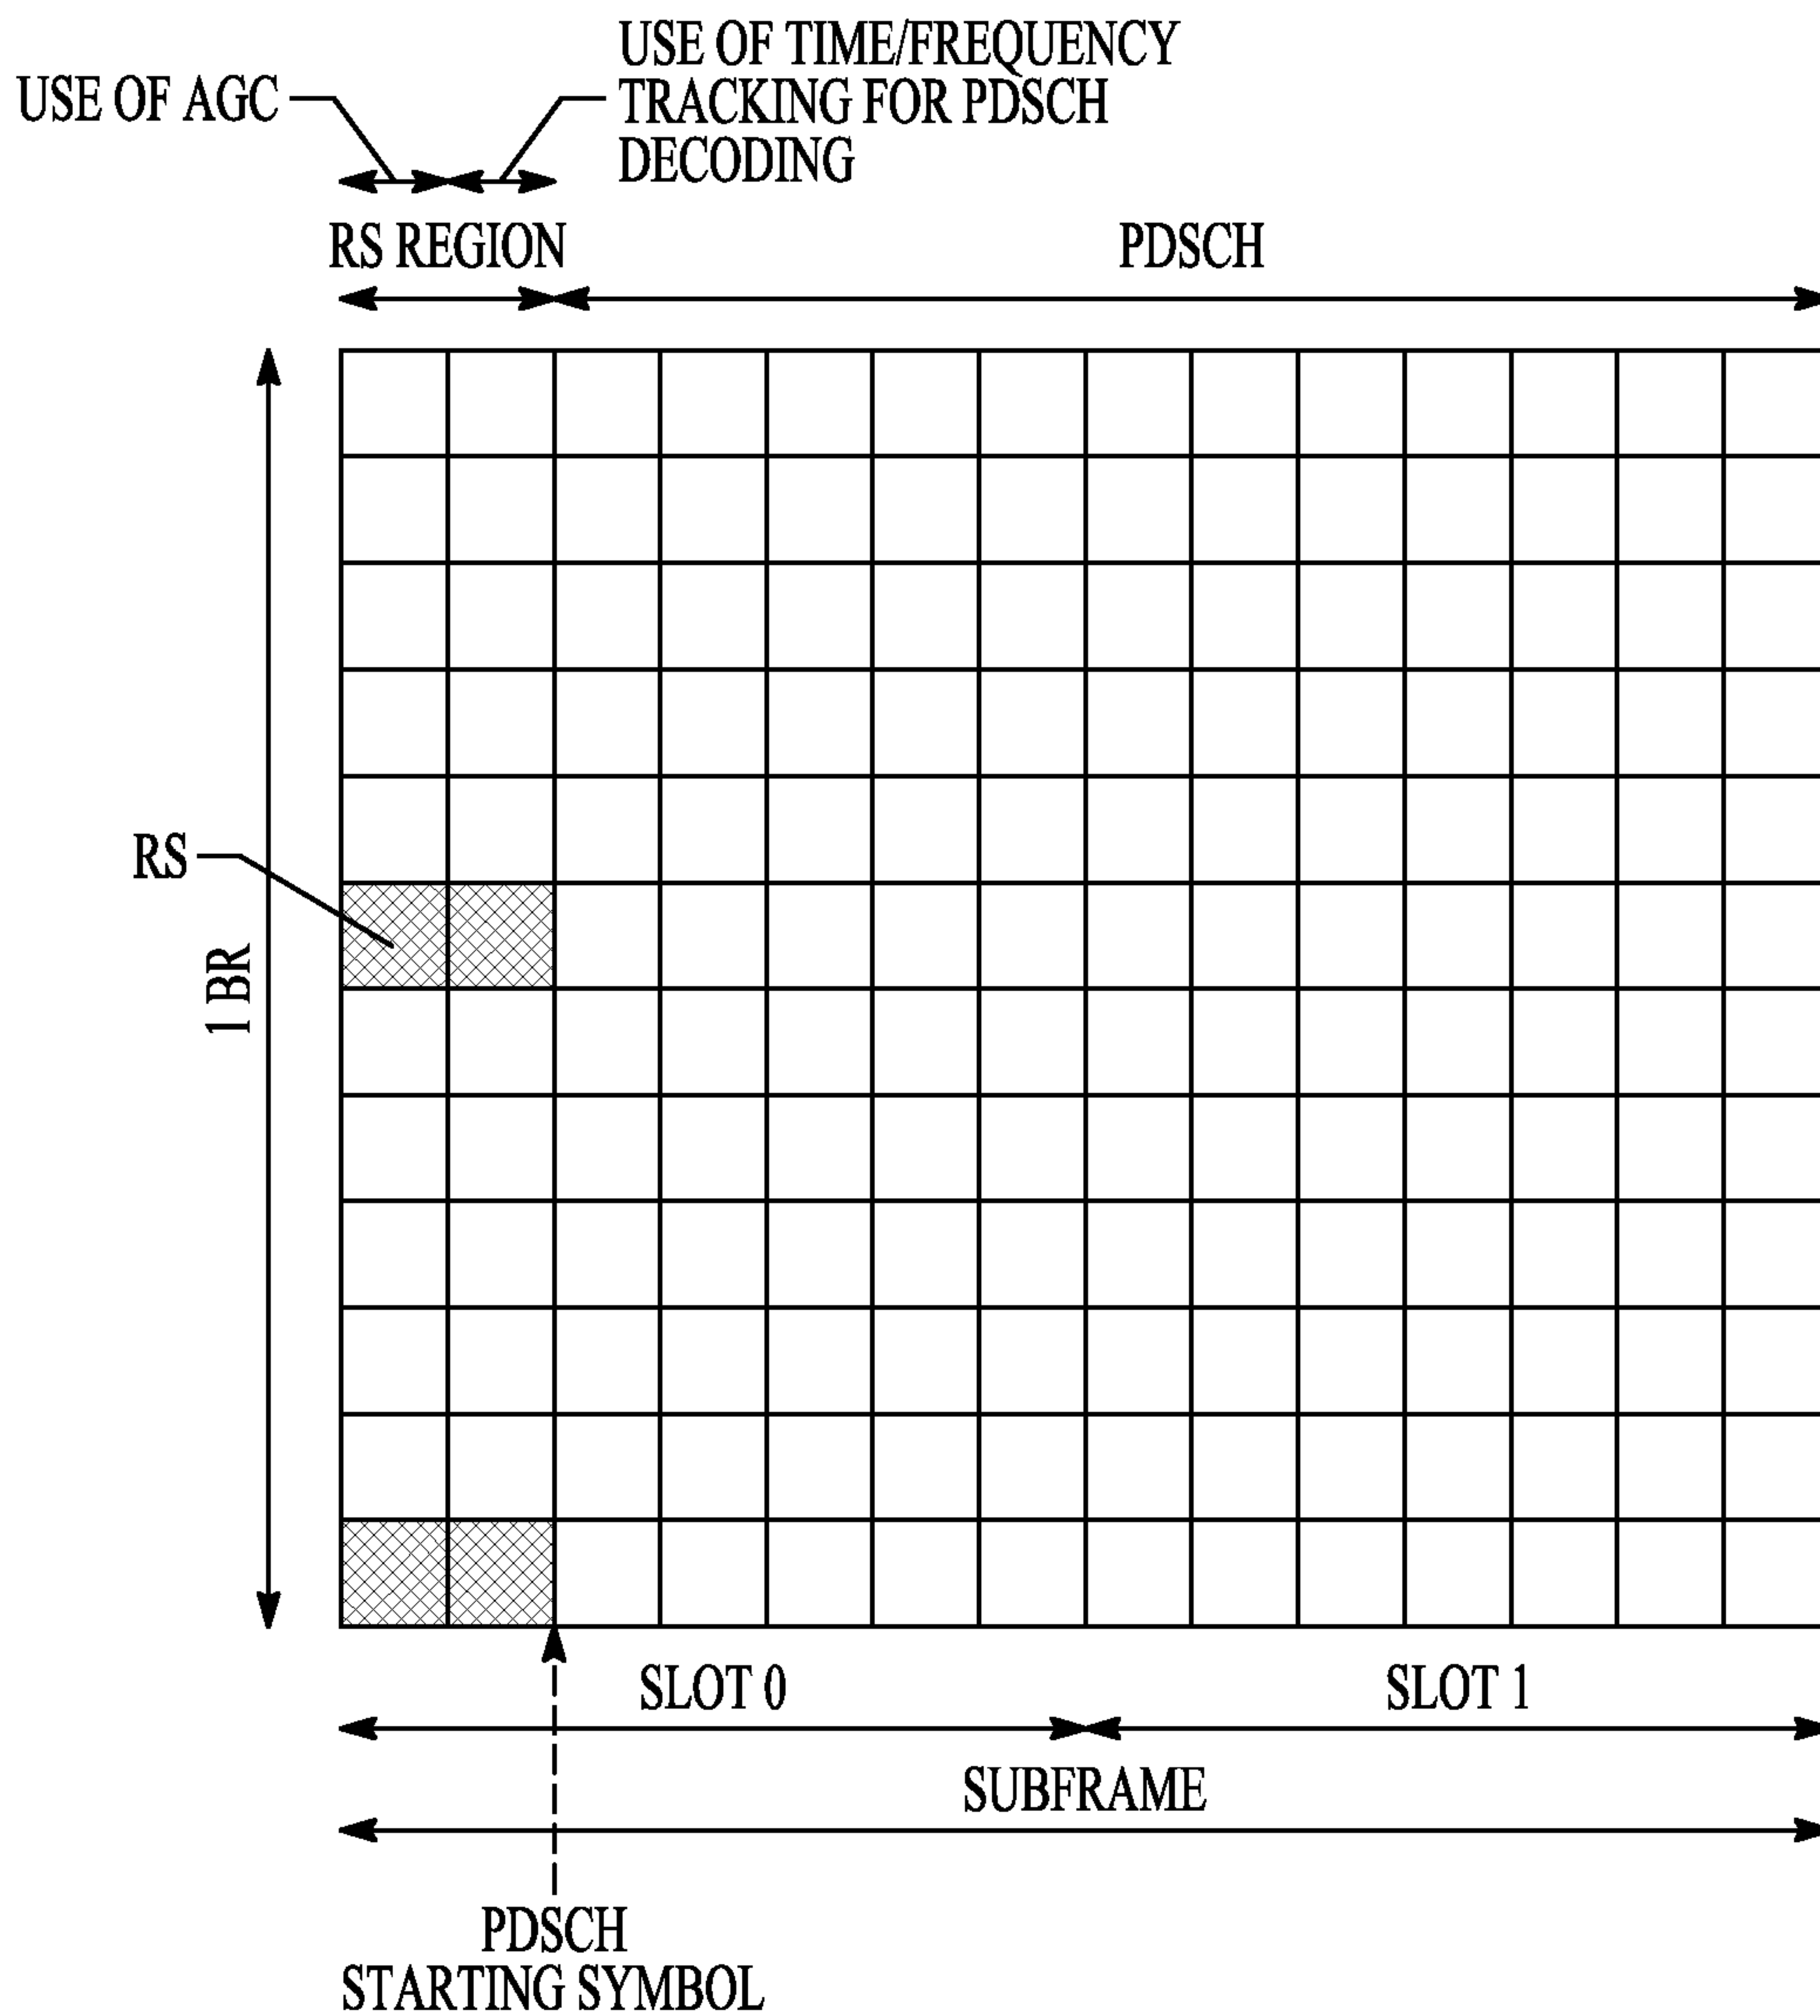 USE OF AGC
USE OF TIME/FREQUENCY
TRACKING FOR PDSCH
DECODING
RS REGION
PDSCH
RS
1 BR
SLOT 0
SLOT 1
SUBFRAME
PDSCH
STARTING SYMBOL